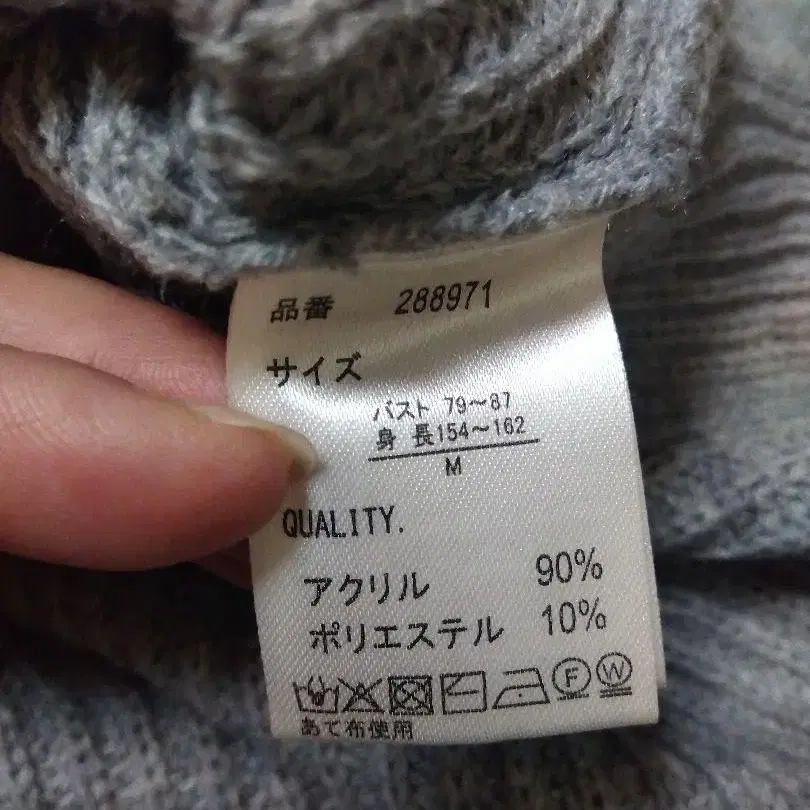 品番 288971
サイズ
バスト 79～87
身 長154～162
M
QUALITY.
アクリル 90%
ポリエステル 10%
F W
あて布使用